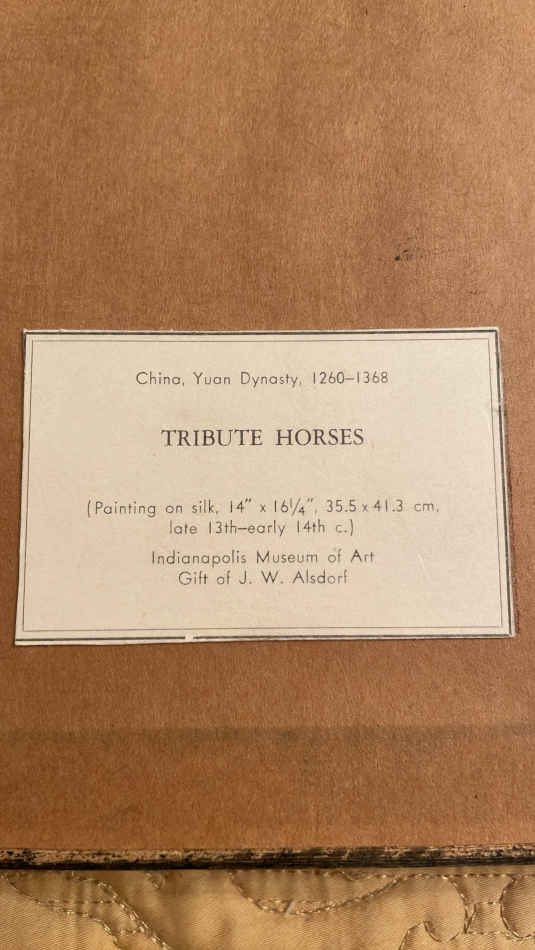 China, Yuan Dynasty, 1260–1368
TRIBUTE HORSES
(Painting on silk, 14" x 16¼", 35.5 x 41.3 cm,
late 13th–early 14th c.)
Indianapolis Museum of Art
Gift of J. W. Alsdorf